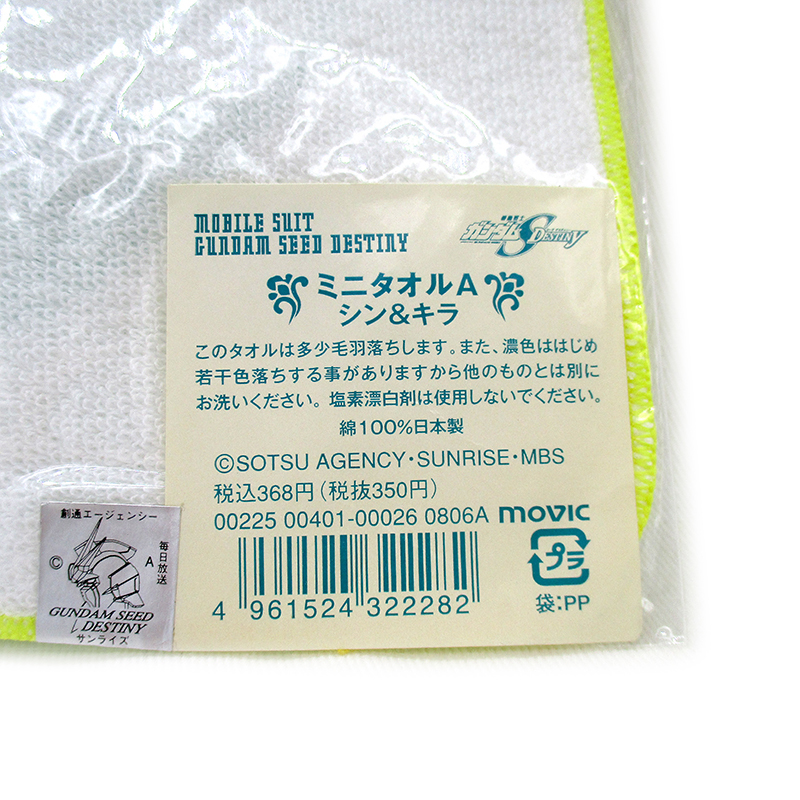 MOBILE SUIT
GUNDAM SEED DESTINY
ガンダムSEED DESTINY
ミニタオルA
シン&キラ
このタオルは多少毛羽落ちします。また、濃色ははじめ
若干色落ちする事がありますから他のものとは別に
お洗いください。塩素漂白剤は使用しないでください。
綿100%日本製
©SOTSU AGENCY・SUNRISE・MBS
税込368円(税抜350円)
00225 00401-00026 0806A movic
4 961524 322282
プラ
袋:PP
創通エージェンシー
毎日放送
© A
GUNDAM SEED
DESTINY
サンライズ